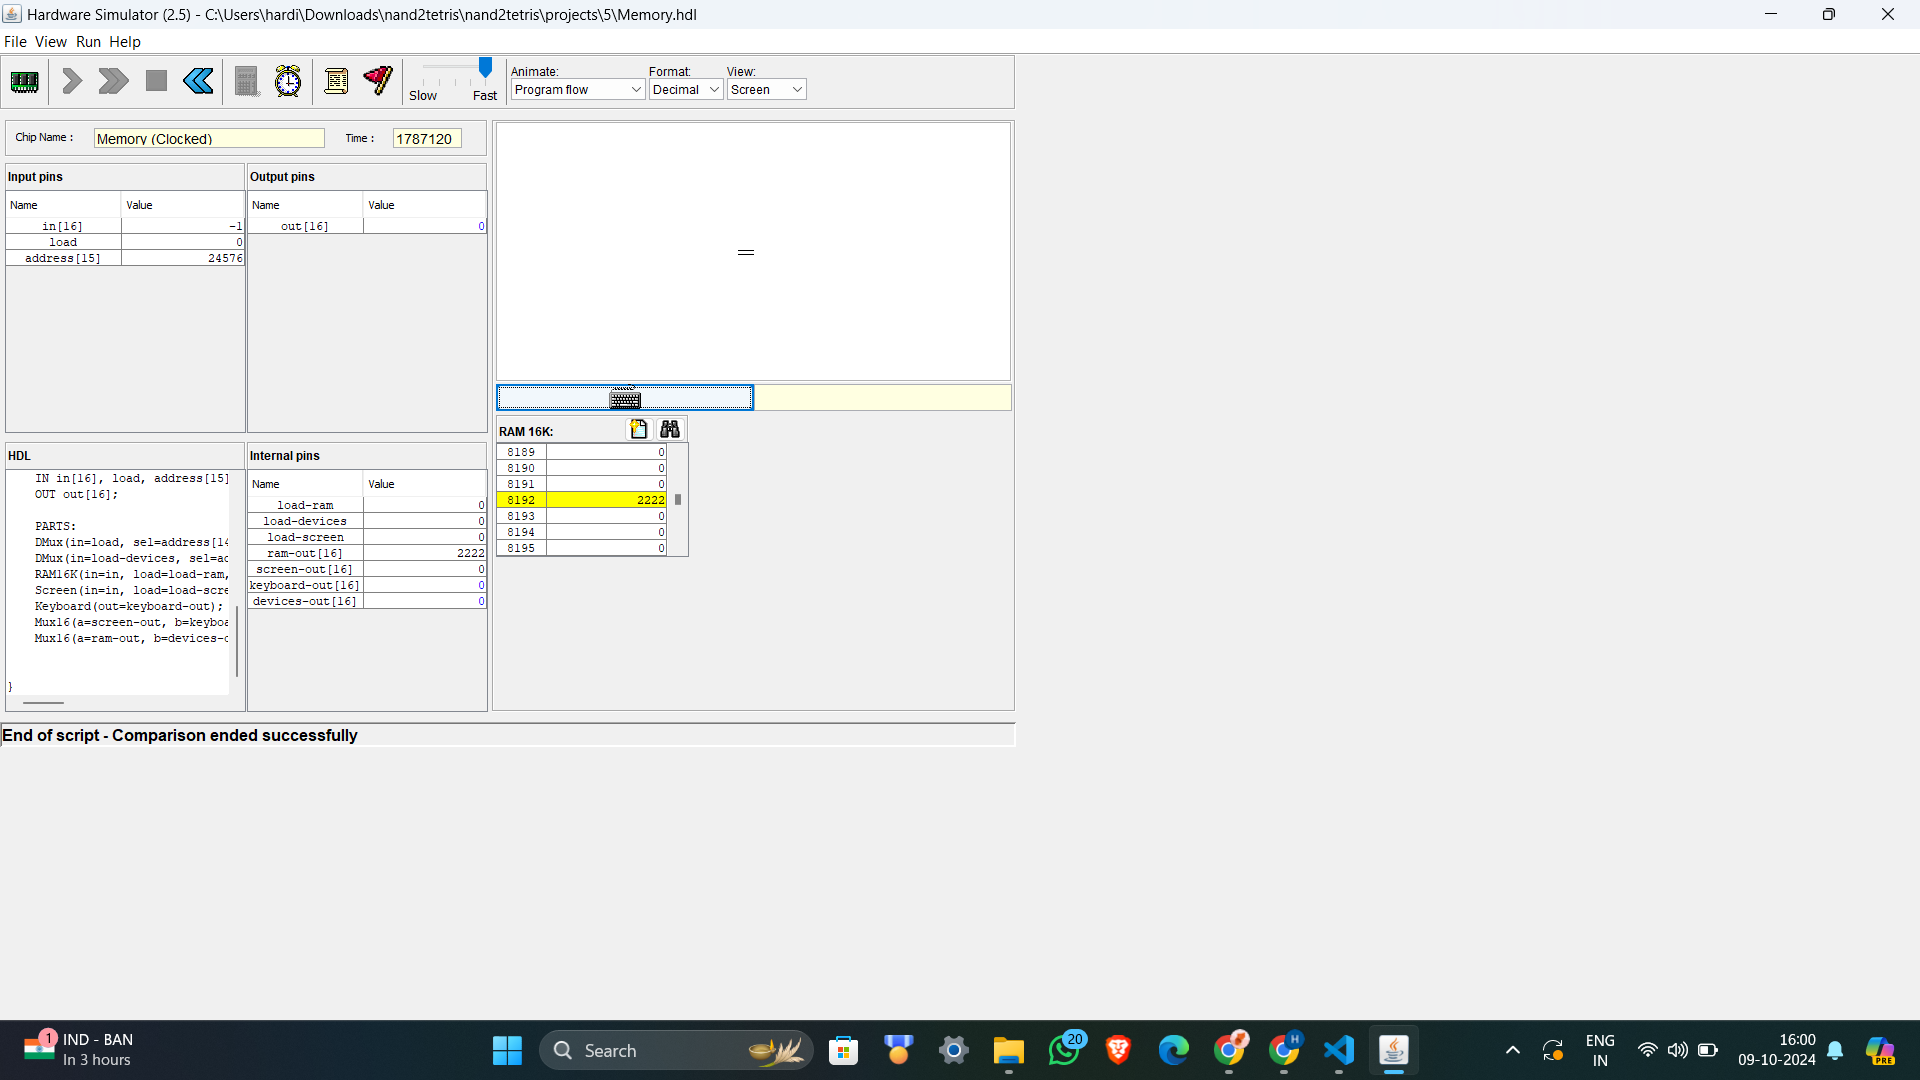 Hardware Simulator (2.5) - C:\Users\hardi\Downloads\nand2tetris\nand2tetris\projects\5\Memory.hdl
File View Run Help
Slow Fast
Animate: Format: View:
Program flow Decimal Screen
Chip Name : Memory (Clocked) Time : 1787120
Input pins
Name Value
in[16] -1
load 0
address[15] 24576
Output pins
Name Value
out[16] 0
HDL
IN in[16], load, address[15]
OUT out[16];
PARTS:
DMux(in=load, sel=address[14
DMux(in=load-devices, sel=ad
RAM16K(in=in, load=load-ram,
Screen(in=in, load=load-scre
Keyboard(out=keyboard-out);
Mux16(a=screen-out, b=keyboa
Mux16(a=ram-out, b=devices-o
}
Internal pins
Name Value
load-ram 0
load-devices 0
load-screen 0
ram-out[16] 2222
screen-out[16] 0
keyboard-out[16] 0
devices-out[16] 0
RAM 16K:
8189 0
8190 0
8191 0
8192 2222
8193 0
8194 0
8195 0
End of script - Comparison ended successfully
1 IND - BAN
In 3 hours
Search
20
H
ENG
IN
16:00
09-10-2024
PRE